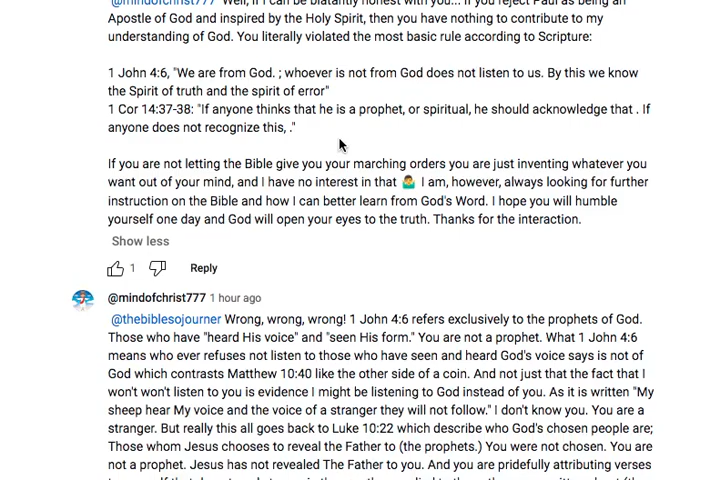 @mindofchrist777 Well, if I can be blatantly honest with you... If you reject Paul as being an
Apostle of God and inspired by the Holy Spirit, then you have nothing to contribute to my
understanding of God. You literally violated the most basic rule according to Scripture:
1 John 4:6, "We are from God. ; whoever is not from God does not listen to us. By this we know
the Spirit of truth and the spirit of error"
1 Cor 14:37-38: "If anyone thinks that he is a prophet, or spiritual, he should acknowledge that . If
anyone does not recognize this, ."
If you are not letting the Bible give you your marching orders you are just inventing whatever you
want out of your mind, and I have no interest in that 🤷‍♂️ I am, however, always looking for further
instruction on the Bible and how I can better learn from God's Word. I hope you will humble
yourself one day and God will open your eyes to the truth. Thanks for the interaction.
Show less
1 Reply
@mindofchrist777 1 hour ago
@thebiblesojourner Wrong, wrong, wrong! 1 John 4:6 refers exclusively to the prophets of God.
Those who have "heard His voice" and "seen His form." You are not a prophet. What 1 John 4:6
means who ever refuses not listen to those who have seen and heard God's voice says is not of
God which contrasts Matthew 10:40 like the other side of a coin. And not just that the fact that I
won't won't listen to you is evidence I might be listening to God instead of you. As it is written "My
sheep hear My voice and the voice of a stranger they will not follow." I don't know you. You are a
stranger. But really this all goes back to Luke 10:22 which describe who God's chosen people are;
Those whom Jesus chooses to reveal the Father to (the prophets.) You were not chosen. You are
not a prophet. Jesus has not revealed The Father to you. And you are pridefully attributing verses